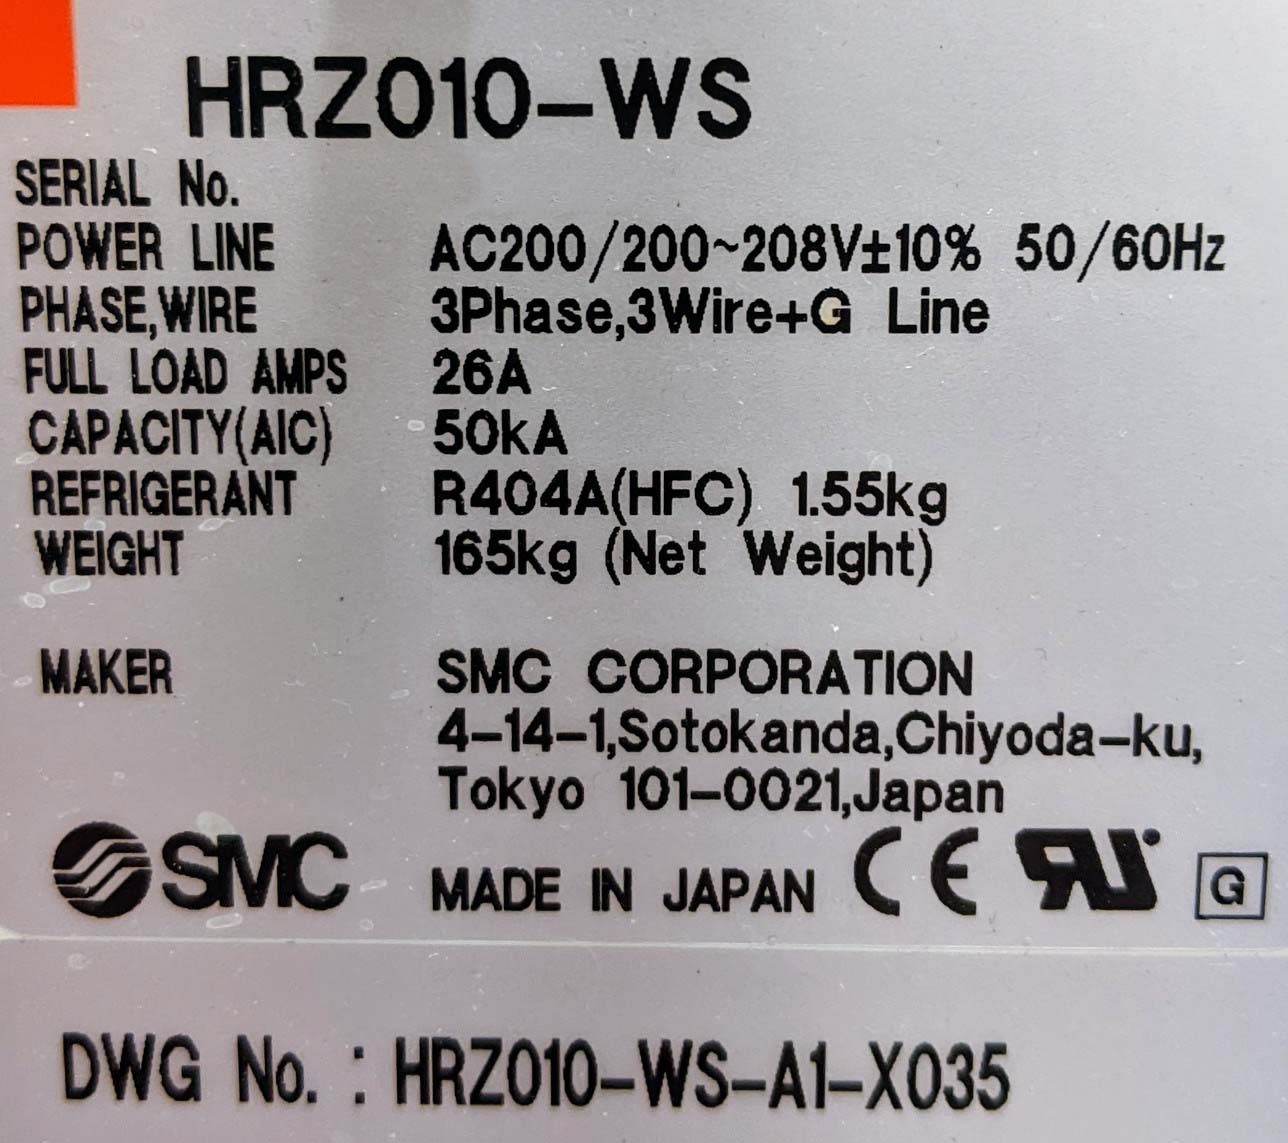 HRZ010-WS
SERIAL No.
POWER LINE AC200/200~208V±10% 50/60Hz
PHASE,WIRE 3Phase,3Wire+G Line
FULL LOAD AMPS 26A
CAPACITY(AIC) 50kA
REFRIGERANT R404A(HFC) 1.55kg
WEIGHT 165kg (Net Weight)
MAKER SMC CORPORATION
4-14-1,Sotokanda,Chiyoda-ku,
Tokyo 101-0021,Japan
SMC MADE IN JAPAN CE RU G
DWG No. : HRZ010-WS-A1-X035